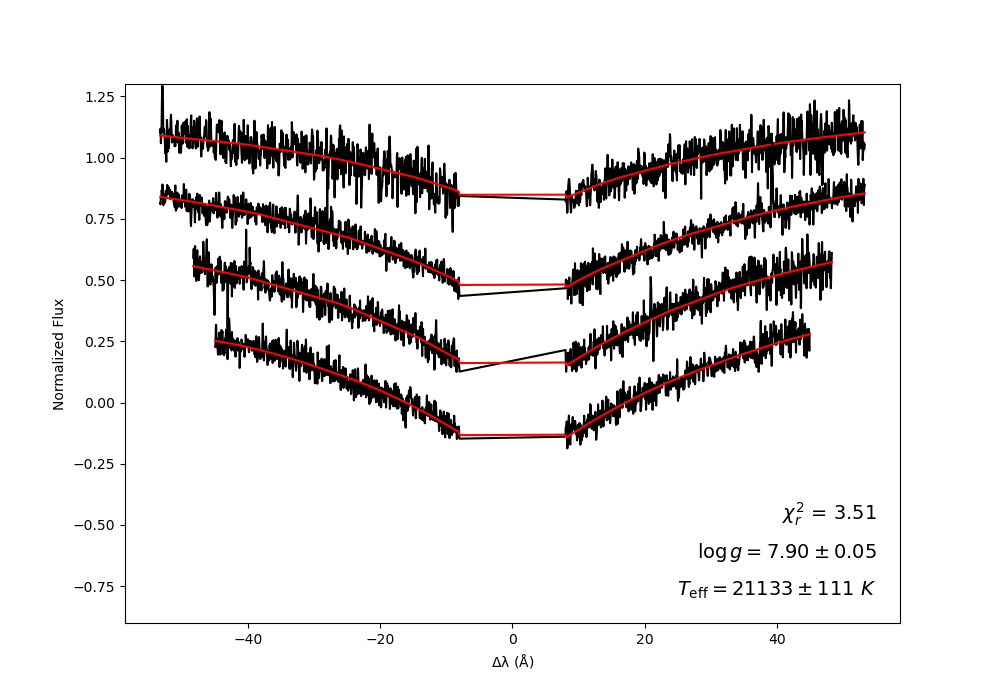 1.25
1.00
0.75
0.50
0.25
0.00
−0.25
−0.50
−0.75
Normalized Flux
χ²ᵣ = 3.51
log g = 7.90 ± 0.05
T_eff = 21133 ± 111 K
−40 −20 0 20 40
Δλ (Å)